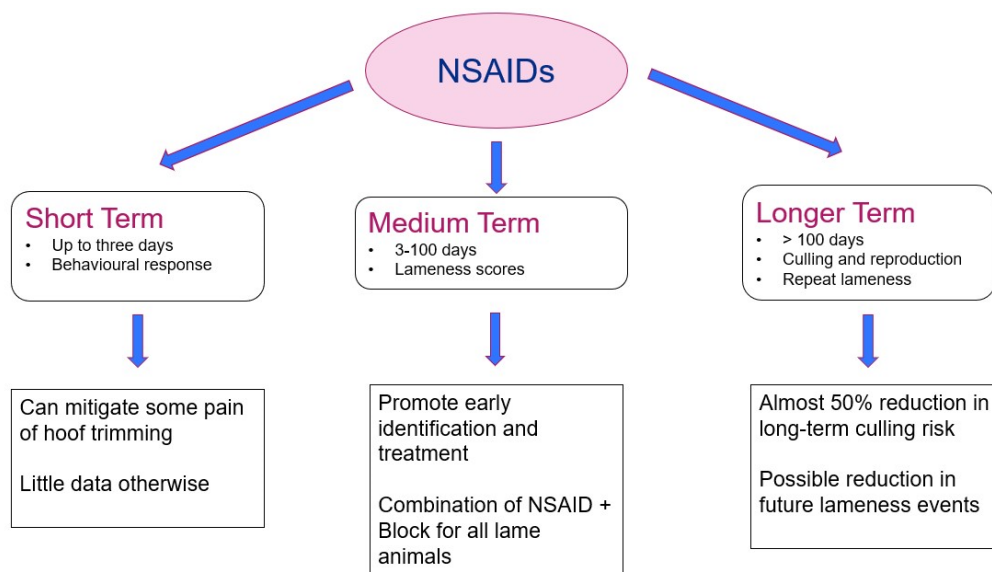 NSAIDs
Short Term
• Up to three days
• Behavioural response
Medium Term
• 3-100 days
• Lameness scores
Longer Term
• > 100 days
• Culling and reproduction
• Repeat lameness
Can mitigate some pain
of hoof trimming
Little data otherwise
Promote early
identification and
treatment
Combination of NSAID +
Block for all lame
animals
Almost 50% reduction in
long-term culling risk
Possible reduction in
future lameness events